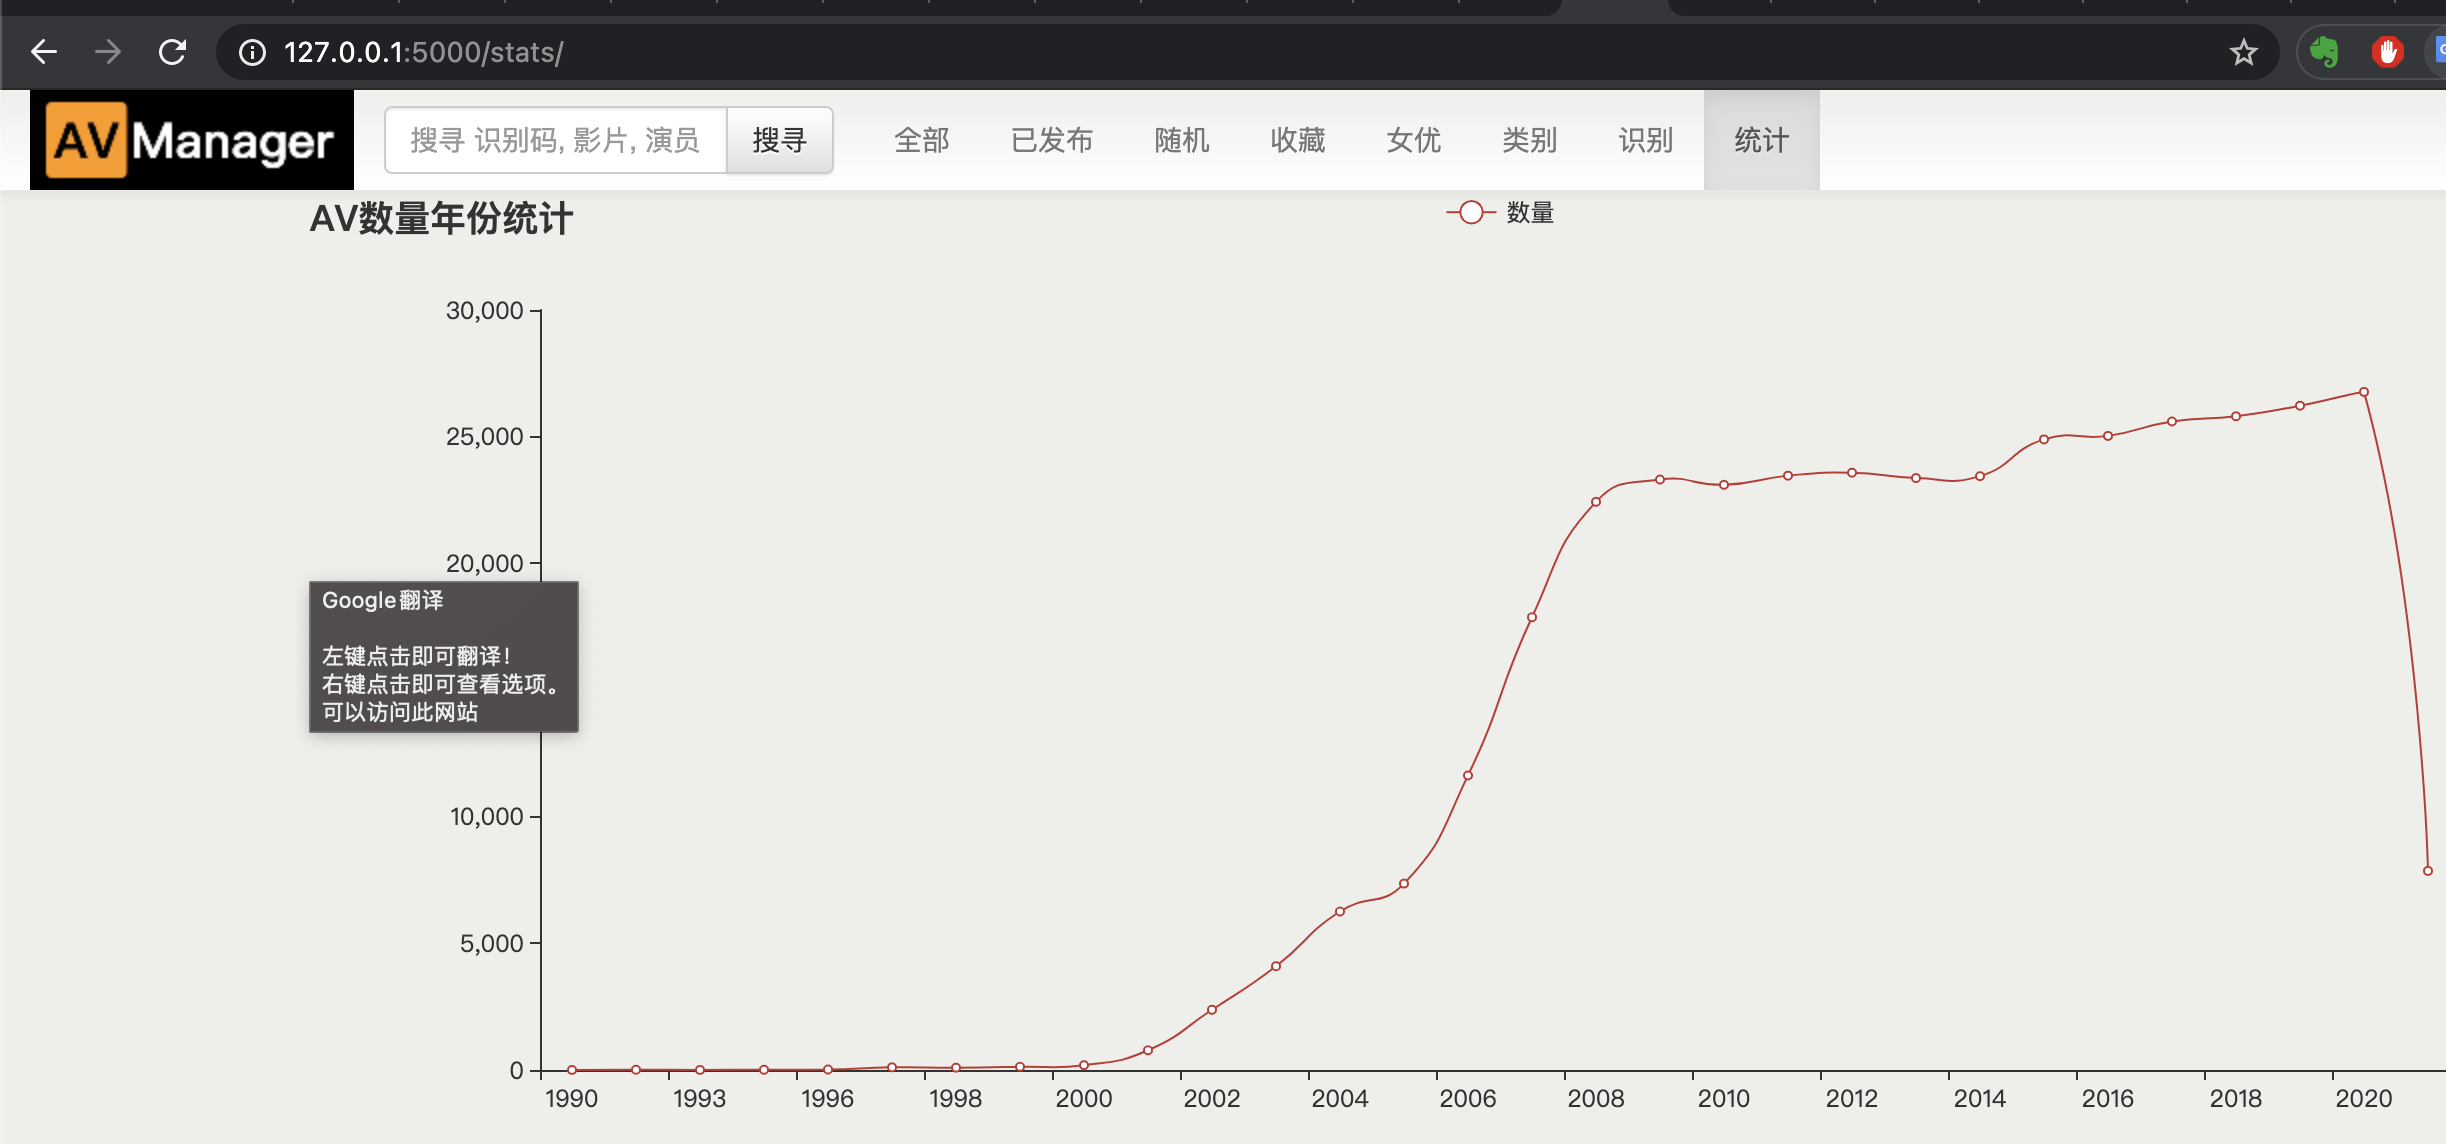 127.0.0.1:5000/stats/
AV Manager
搜寻 识别码, 影片, 演员
搜寻
全部
已发布
随机
收藏
女优
类别
识别
统计
AV数量年份统计
数量
30,000
25,000
20,000
Google翻译
左键点击即可翻译！
右键点击即可查看选项。
可以访问此网站
10,000
5,000
0
1990 1993 1996 1998 2000 2002 2004 2006 2008 2010 2012 2014 2016 2018 2020